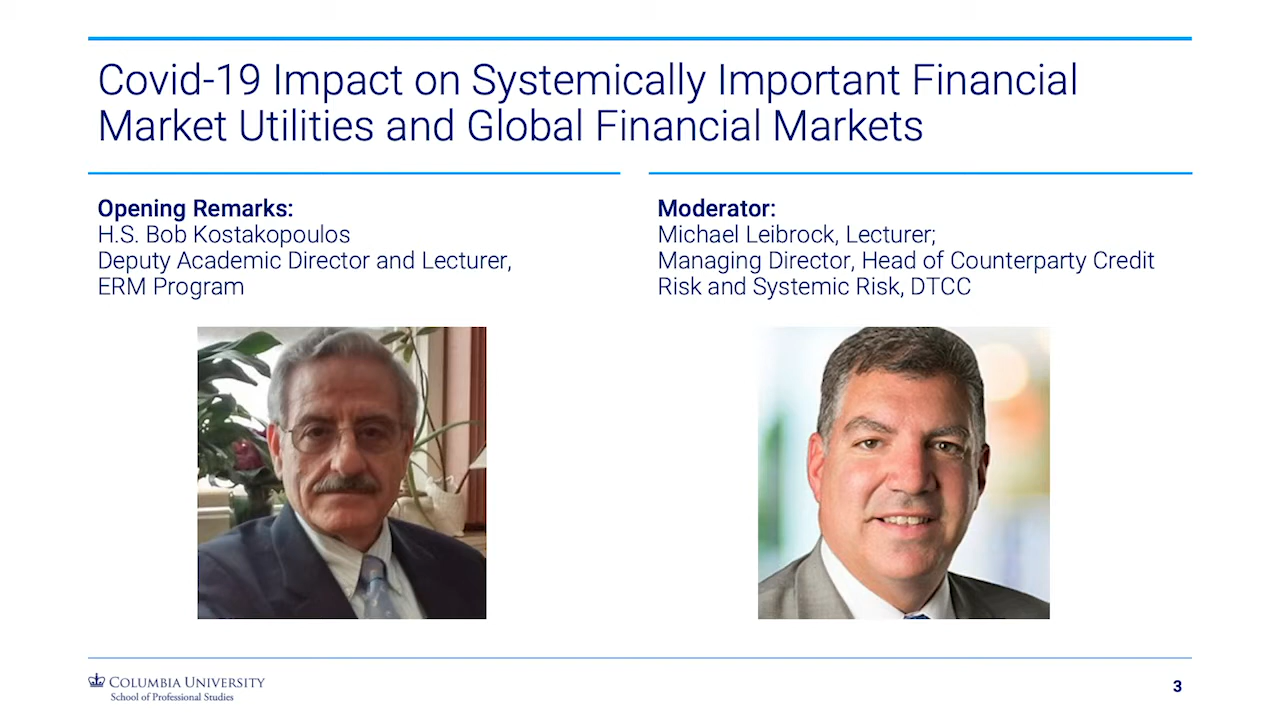 Covid-19 Impact on Systemically Important Financial
Market Utilities and Global Financial Markets
Opening Remarks:
H.S. Bob Kostakopoulos
Deputy Academic Director and Lecturer,
ERM Program
Moderator:
Michael Leibrock, Lecturer;
Managing Director, Head of Counterparty Credit
Risk and Systemic Risk, DTCC
COLUMBIA UNIVERSITY
School of Professional Studies
3